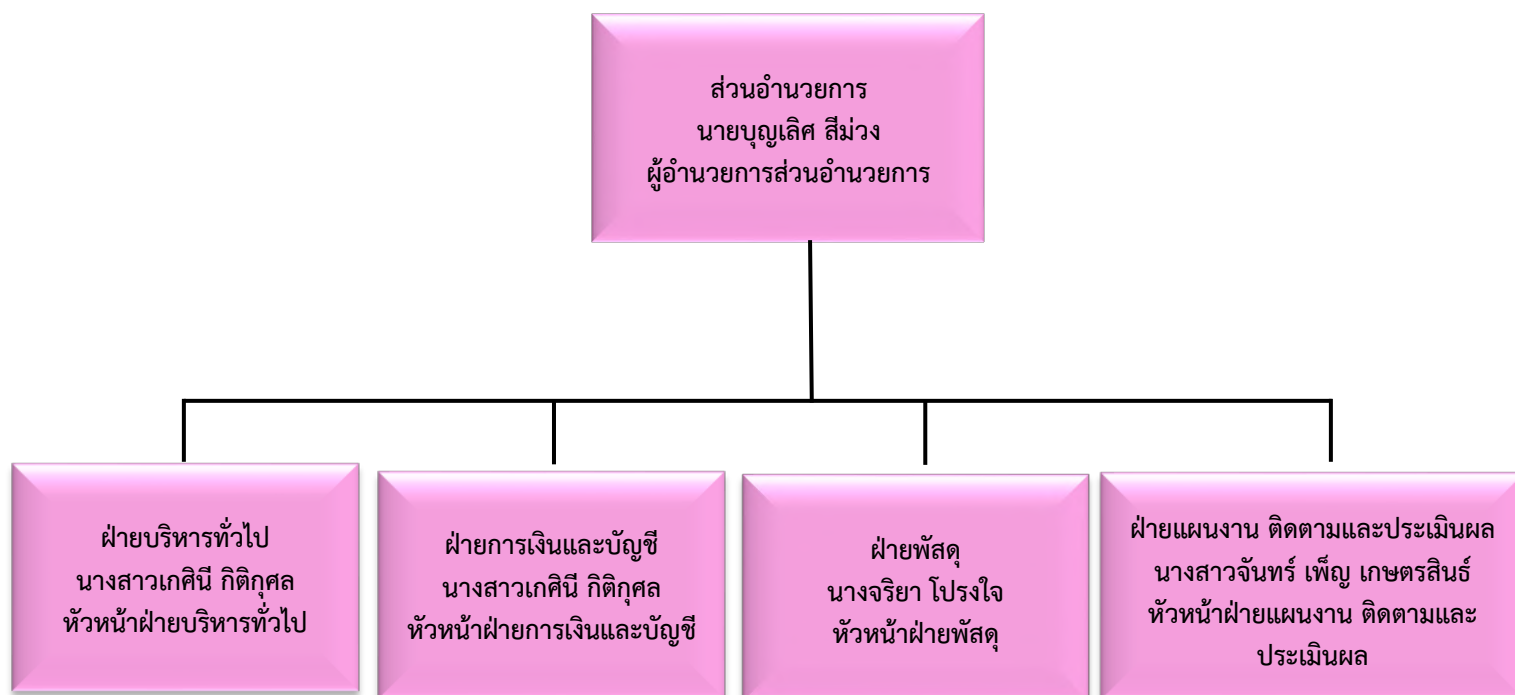 ส่วนอำนวยการ
นายบุญเลิศ สีม่วง
ผู้อำนวยการส่วนอำนวยการ
ฝ่ายบริหารทั่วไป
นางสาวเกศินี กิติกุศล
หัวหน้าฝ่ายบริหารทั่วไป
ฝ่ายการเงินและบัญชี
นางสาวเกศินี กิติกุศล
หัวหน้าฝ่ายการเงินและบัญชี
ฝ่ายพัสดุ
นางจริยา โปรงใจ
หัวหน้าฝ่ายพัสดุ
ฝ่ายแผนงาน ติดตามและประเมินผล
นางสาวจันทร์ เพ็ญ เกษตรสินธ์
หัวหน้าฝ่ายแผนงาน ติดตามและ
ประเมินผล